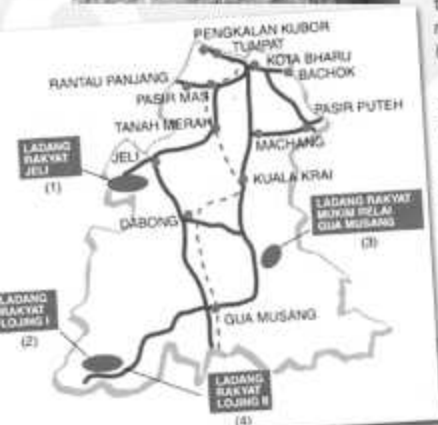 PENGKALAN KUBOR
TUMPAT
KOTA BHARU
BACHOK
RANTAU PANJANG
PASIR MAS
PASIR PUTEH
TANAH MERAH
MACHANG
LADANG
RAKYAT
JELI
(1)
JELI
KUALA KRAI
LADANG RAKYAT
MUKIM RELAI
GUA MUSANG
(3)
DABONG
LADANG
RAKYAT
LOJING I
(2)
GUA MUSANG
LADANG
RAKYAT
LOJING II
(4)